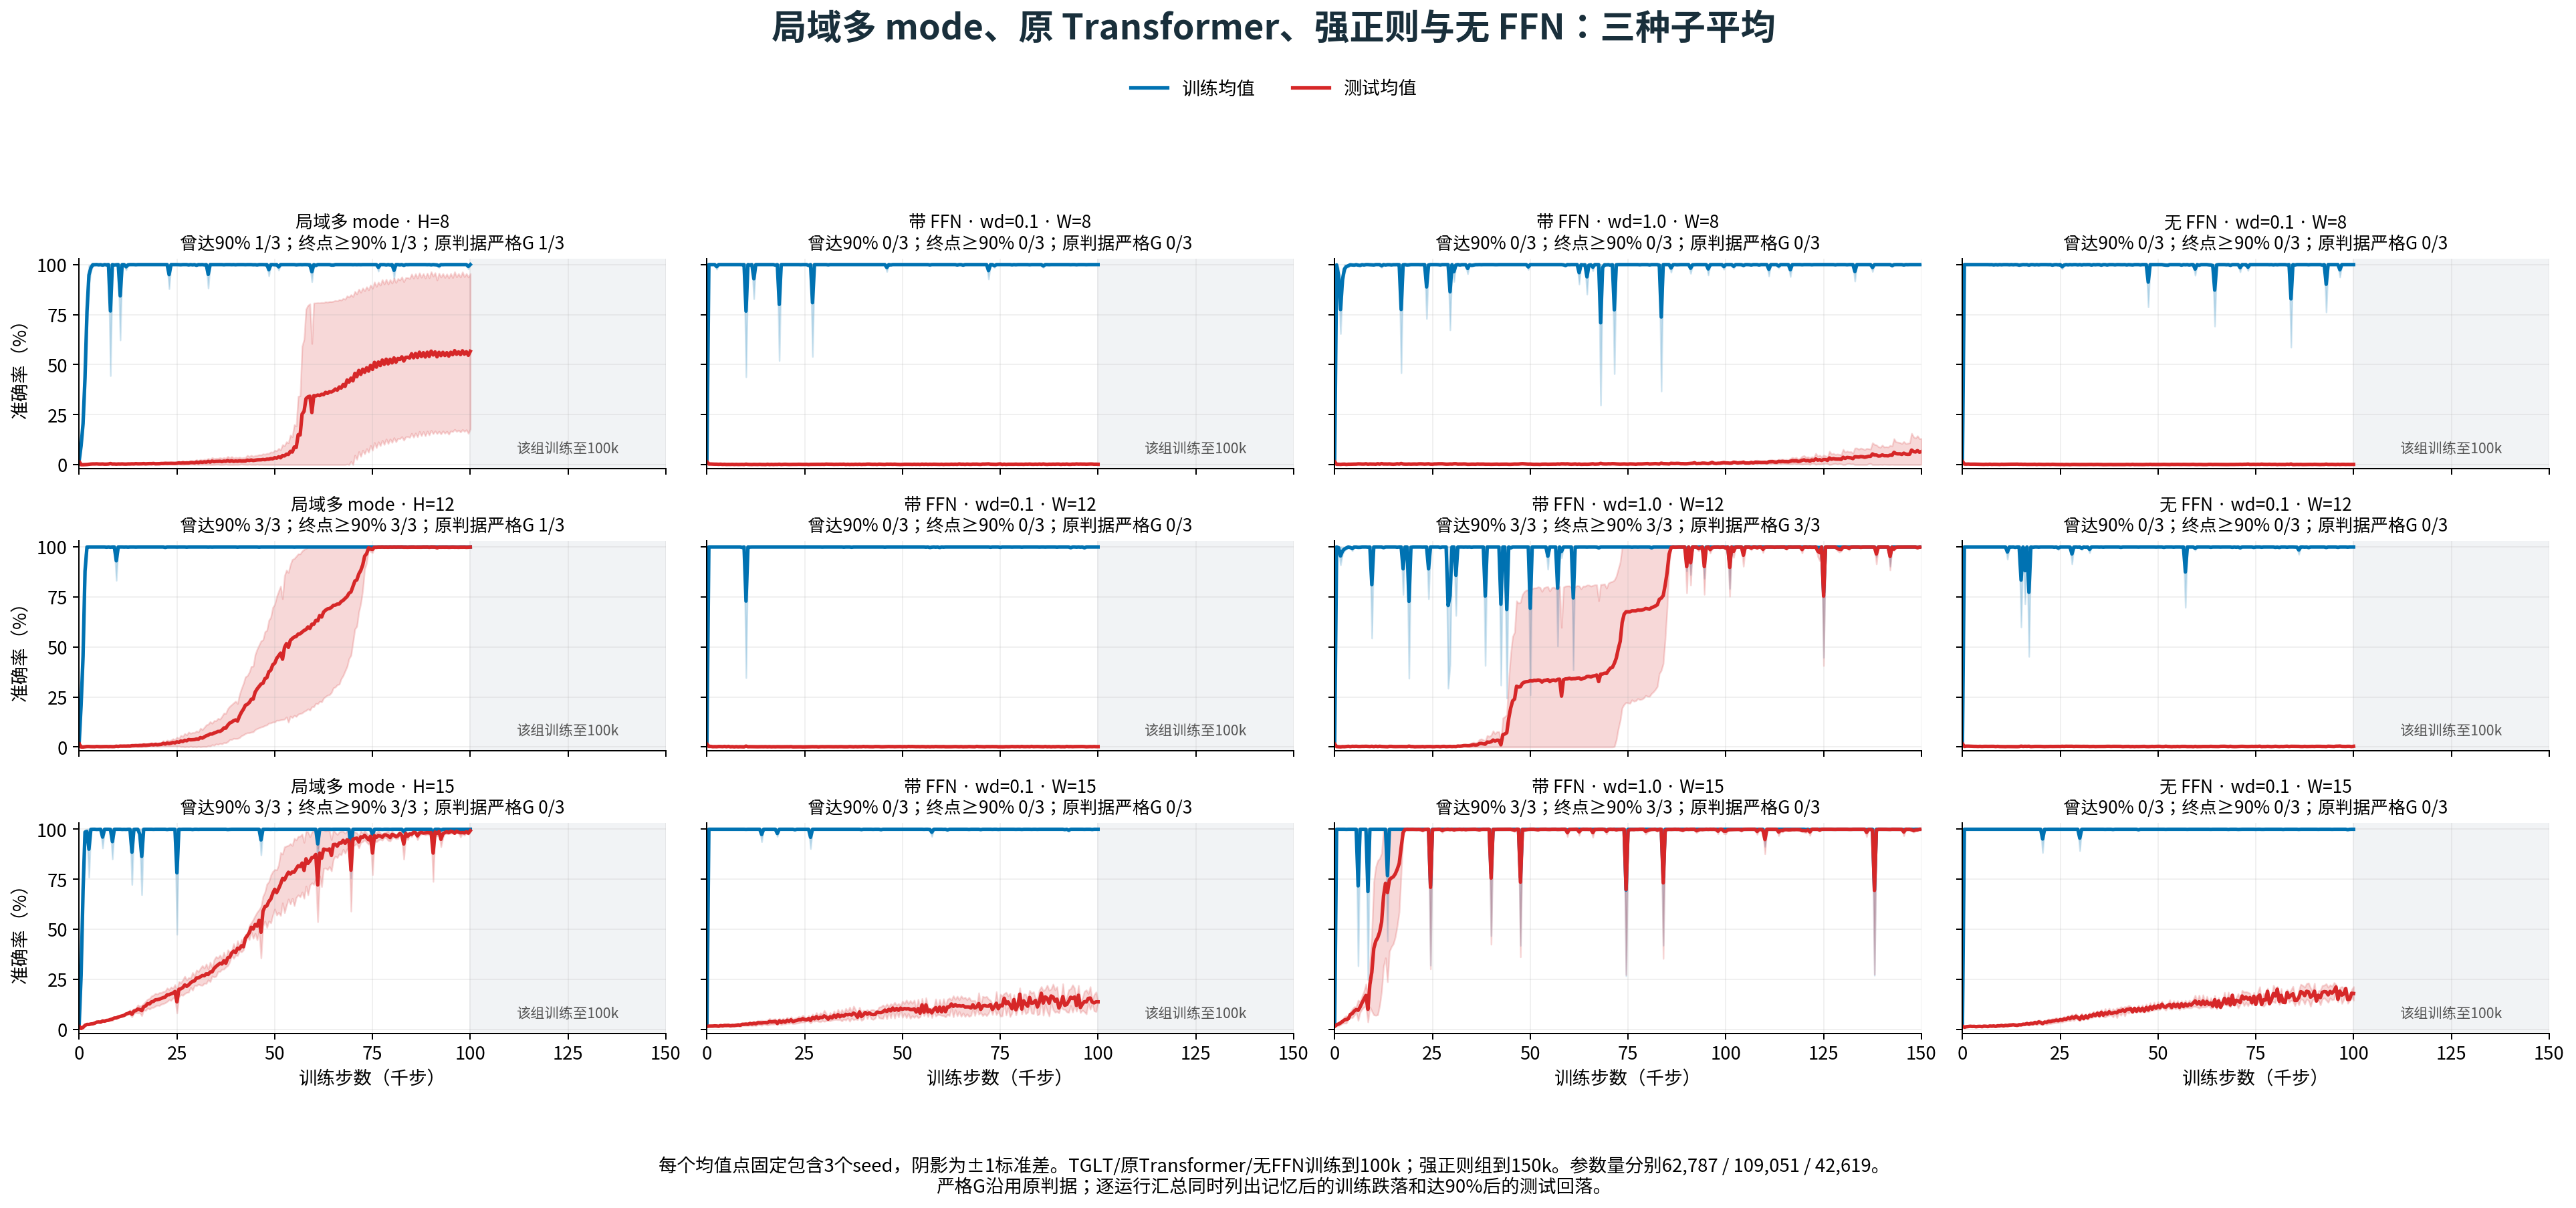 局域多 mode、原 Transformer、强正则与无 FFN：三种子平均
训练均值
测试均值
局域多 mode · H=8
曾达90% 1/3；终点≥90% 1/3；原判据严格G 1/3
带 FFN · wd=0.1 · W=8
曾达90% 0/3；终点≥90% 0/3；原判据严格G 0/3
带 FFN · wd=1.0 · W=8
曾达90% 0/3；终点≥90% 0/3；原判据严格G 0/3
无 FFN · wd=0.1 · W=8
曾达90% 0/3；终点≥90% 0/3；原判据严格G 0/3
准确率（%）
100
75
50
25
0
该组训练至100k
该组训练至100k
该组训练至100k
局域多 mode · H=12
曾达90% 3/3；终点≥90% 3/3；原判据严格G 1/3
带 FFN · wd=0.1 · W=12
曾达90% 0/3；终点≥90% 0/3；原判据严格G 0/3
带 FFN · wd=1.0 · W=12
曾达90% 3/3；终点≥90% 3/3；原判据严格G 3/3
无 FFN · wd=0.1 · W=12
曾达90% 0/3；终点≥90% 0/3；原判据严格G 0/3
准确率（%）
100
75
50
25
0
该组训练至100k
该组训练至100k
该组训练至100k
局域多 mode · H=15
曾达90% 3/3；终点≥90% 3/3；原判据严格G 0/3
带 FFN · wd=0.1 · W=15
曾达90% 0/3；终点≥90% 0/3；原判据严格G 0/3
带 FFN · wd=1.0 · W=15
曾达90% 3/3；终点≥90% 3/3；原判据严格G 0/3
无 FFN · wd=0.1 · W=15
曾达90% 0/3；终点≥90% 0/3；原判据严格G 0/3
准确率（%）
100
75
50
25
0
该组训练至100k
该组训练至100k
该组训练至100k
0 25 50 75 100 125 150
0 25 50 75 100 125 150
0 25 50 75 100 125 150
0 25 50 75 100 125 150
训练步数（千步）
训练步数（千步）
训练步数（千步）
训练步数（千步）
每个均值点固定包含3个seed，阴影为±1标准差。TGLT/原Transformer/无FFN训练到100k；强正则组到150k。参数量分别62,787 / 109,051 / 42,619。
严格G沿用原判据；逐运行汇总同时列出记忆后的训练跌落和达90%后的测试回落。